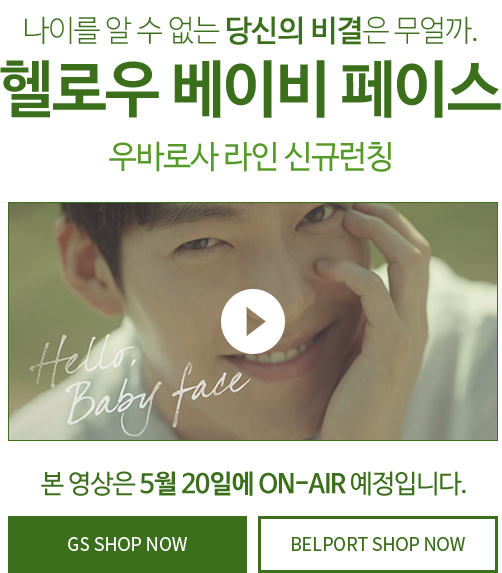 나이를 알 수 없는 당신의 비결은 무얼까.
헬로우 베이비 페이스
우바로사 라인 신규런칭
Hello,
Baby face
본 영상은 5월 20일에 ON-AIR 예정입니다.
GS SHOP NOW
BELPORT SHOP NOW